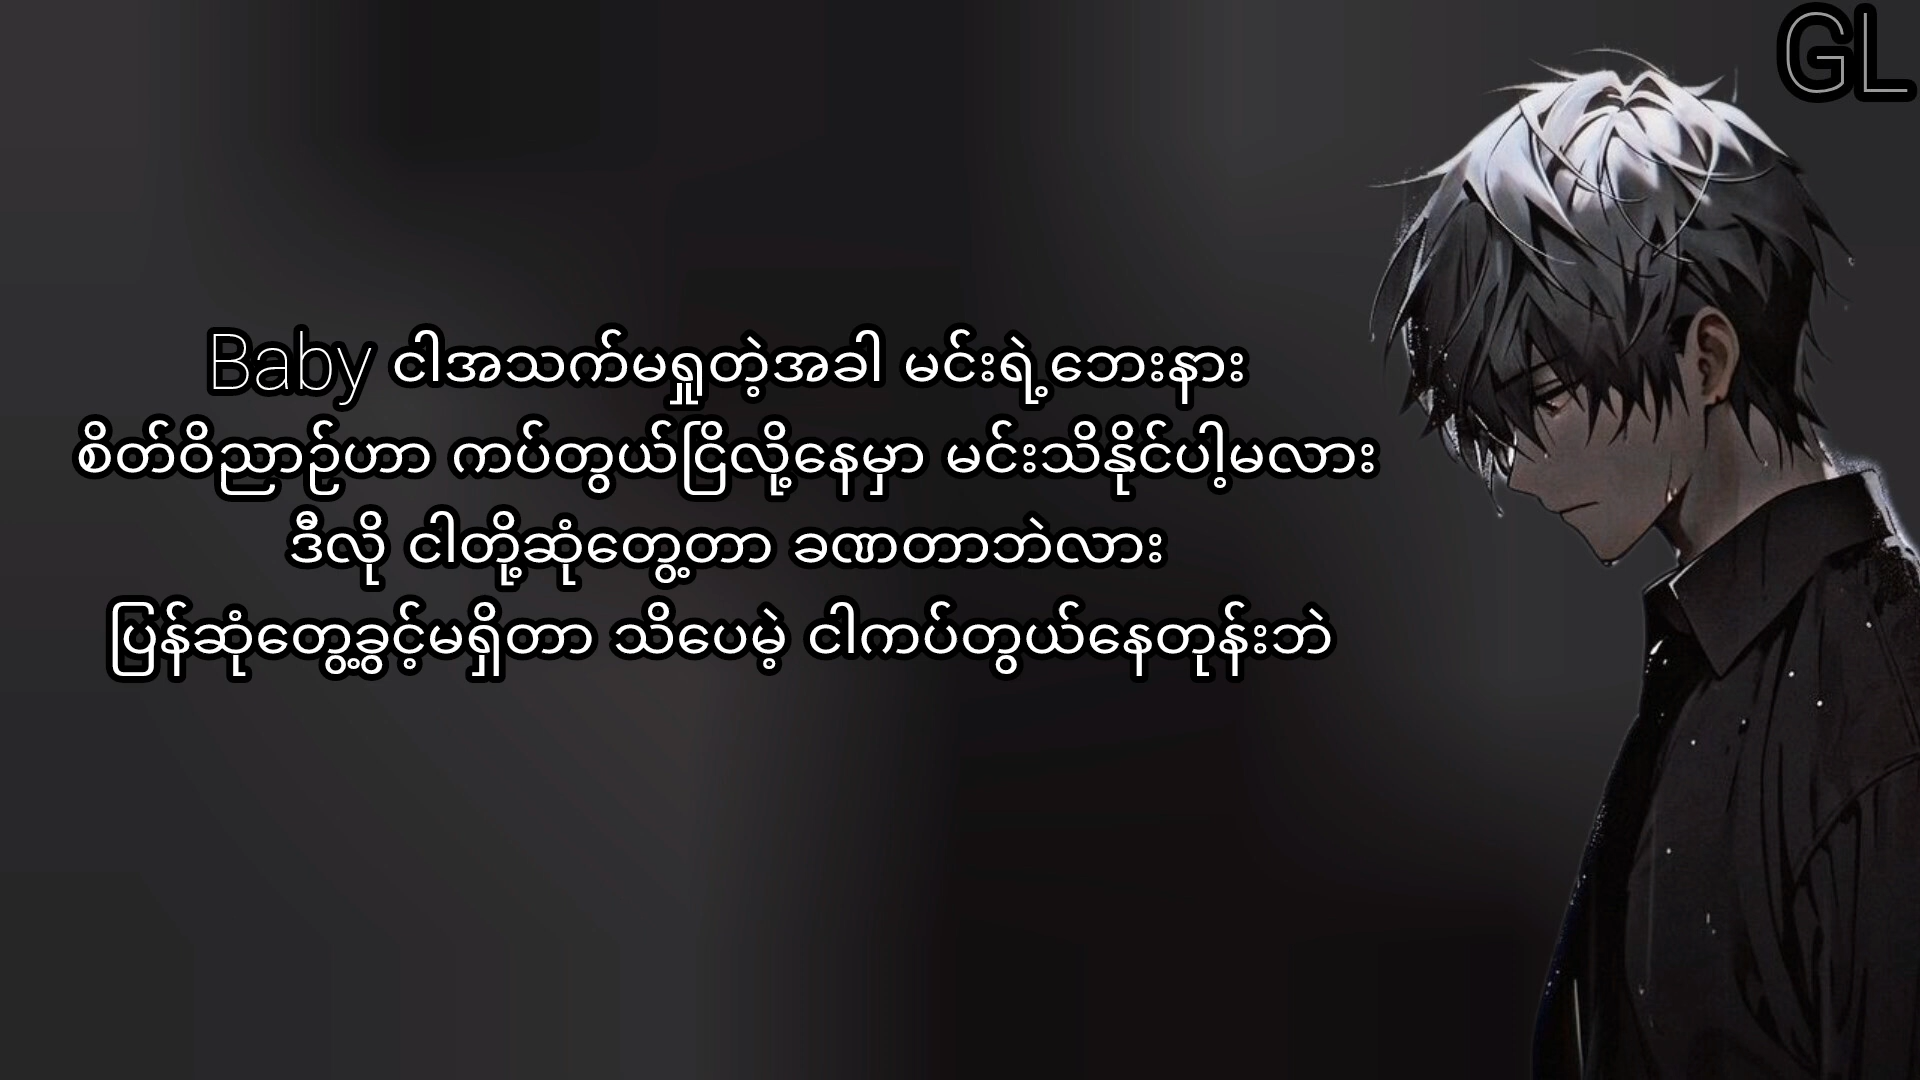 GL
Baby ငါအသက်မရှုတဲ့အခါ မင်းရဲ့ဘေးနား
စိတ်ဝိညာဉ်ဟာ ကပ်တွယ်ငြိလို့နေမှာ မင်းသိနိုင်ပါ့မလား
ဒီလို ငါတို့ဆုံတွေ့တာ ခဏတာဘဲလား
ပြန်ဆုံတွေ့ခွင့်မရှိတာ သိပေမဲ့ ငါကပ်တွယ်နေတုန်းဘဲ